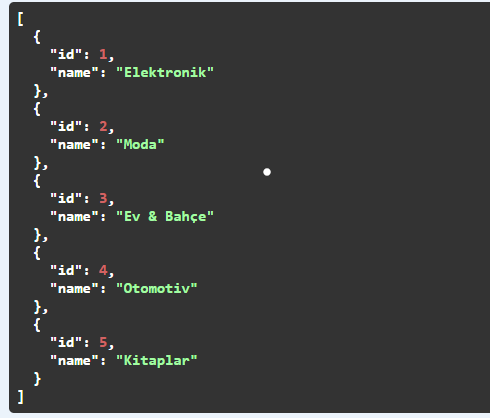 [
  {
    "id": 1,
    "name": "Elektronik"
  },
  {
    "id": 2,
    "name": "Moda"
  },
  {
    "id": 3,
    "name": "Ev & Bahçe"
  },
  {
    "id": 4,
    "name": "Otomotiv"
  },
  {
    "id": 5,
    "name": "Kitaplar"
  }
]